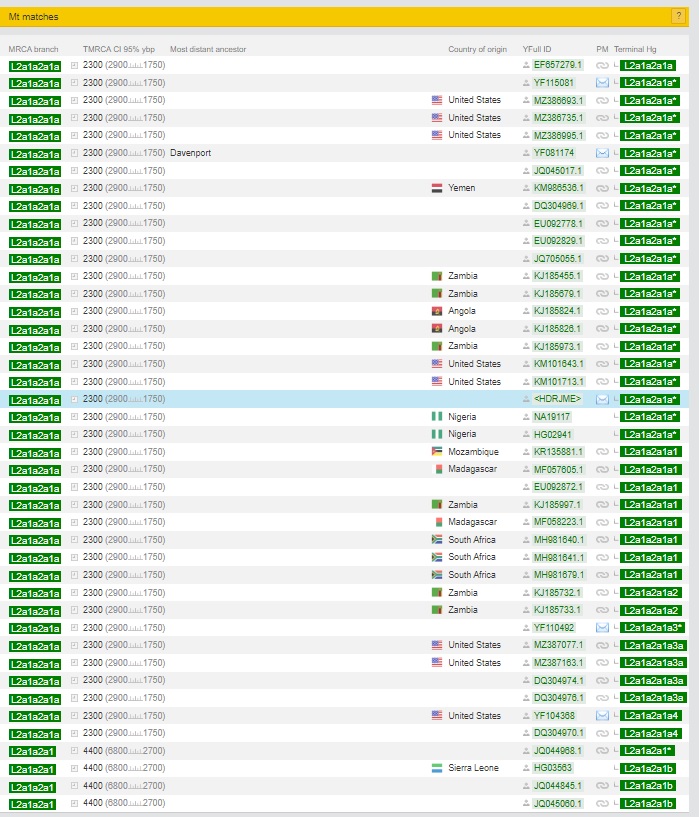 Mt matches ?
MRCA branch TMRCA CI 95% ybp Most distant ancestor Country of origin YFull ID PM Terminal Hg
L2a1a2a1a 2300 (2900...1750) EF657279.1 L2a1a2a1a
L2a1a2a1a 2300 (2900...1750) YF115081 L2a1a2a1a*
L2a1a2a1a 2300 (2900...1750) United States MZ386693.1 L2a1a2a1a*
L2a1a2a1a 2300 (2900...1750) United States MZ386735.1 L2a1a2a1a*
L2a1a2a1a 2300 (2900...1750) United States MZ386995.1 L2a1a2a1a*
L2a1a2a1a 2300 (2900...1750) Davenport YF081174 L2a1a2a1a*
L2a1a2a1a 2300 (2900...1750) JQ045017.1 L2a1a2a1a*
L2a1a2a1a 2300 (2900...1750) Yemen KM986536.1 L2a1a2a1a*
L2a1a2a1a 2300 (2900...1750) DQ304969.1 L2a1a2a1a*
L2a1a2a1a 2300 (2900...1750) EU092778.1 L2a1a2a1a*
L2a1a2a1a 2300 (2900...1750) EU092829.1 L2a1a2a1a*
L2a1a2a1a 2300 (2900...1750) JQ705055.1 L2a1a2a1a*
L2a1a2a1a 2300 (2900...1750) Zambia KJ185455.1 L2a1a2a1a*
L2a1a2a1a 2300 (2900...1750) Zambia KJ185679.1 L2a1a2a1a*
L2a1a2a1a 2300 (2900...1750) Angola KJ185824.1 L2a1a2a1a*
L2a1a2a1a 2300 (2900...1750) Angola KJ185826.1 L2a1a2a1a*
L2a1a2a1a 2300 (2900...1750) Zambia KJ185973.1 L2a1a2a1a*
L2a1a2a1a 2300 (2900...1750) United States KM101643.1 L2a1a2a1a*
L2a1a2a1a 2300 (2900...1750) United States KM101713.1 L2a1a2a1a*
L2a1a2a1a 2300 (2900...1750) <HDRJME> L2a1a2a1a*
L2a1a2a1a 2300 (2900...1750) Nigeria NA19117 L2a1a2a1a*
L2a1a2a1a 2300 (2900...1750) Nigeria HG02941 L2a1a2a1a*
L2a1a2a1a 2300 (2900...1750) Mozambique KR135881.1 L2a1a2a1a1
L2a1a2a1a 2300 (2900...1750) Madagascar MF057605.1 L2a1a2a1a1
L2a1a2a1a 2300 (2900...1750) EU092872.1 L2a1a2a1a1
L2a1a2a1a 2300 (2900...1750) Zambia KJ185997.1 L2a1a2a1a1
L2a1a2a1a 2300 (2900...1750) Madagascar MF058223.1 L2a1a2a1a1
L2a1a2a1a 2300 (2900...1750) South Africa MH981640.1 L2a1a2a1a1
L2a1a2a1a 2300 (2900...1750) South Africa MH981641.1 L2a1a2a1a1
L2a1a2a1a 2300 (2900...1750) South Africa MH981679.1 L2a1a2a1a1
L2a1a2a1a 2300 (2900...1750) Zambia KJ185732.1 L2a1a2a1a2
L2a1a2a1a 2300 (2900...1750) Zambia KJ185733.1 L2a1a2a1a2
L2a1a2a1a 2300 (2900...1750) YF110492 L2a1a2a1a3*
L2a1a2a1a 2300 (2900...1750) United States MZ387077.1 L2a1a2a1a3a
L2a1a2a1a 2300 (2900...1750) United States MZ387163.1 L2a1a2a1a3a
L2a1a2a1a 2300 (2900...1750) DQ304974.1 L2a1a2a1a3a
L2a1a2a1a 2300 (2900...1750) DQ304976.1 L2a1a2a1a3a
L2a1a2a1a 2300 (2900...1750) United States YF104368 L2a1a2a1a4
L2a1a2a1a 2300 (2900...1750) DQ304970.1 L2a1a2a1a4
L2a1a2a1 4400 (6800...2700) JQ044968.1 L2a1a2a1*
L2a1a2a1 4400 (6800...2700) Sierra Leone HG03563 L2a1a2a1b
L2a1a2a1 4400 (6800...2700) JQ044845.1 L2a1a2a1b
L2a1a2a1 4400 (6800...2700) JQ045060.1 L2a1a2a1b